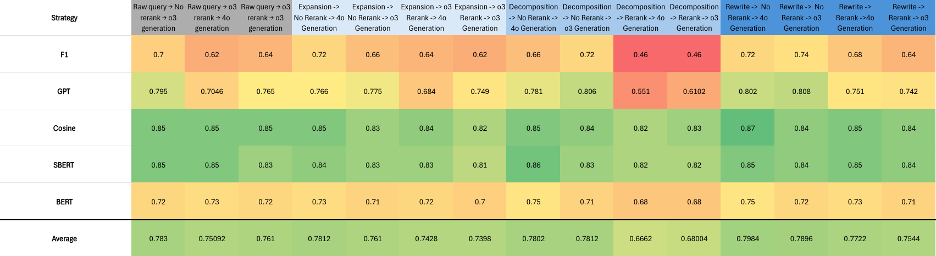 Strategy
Raw query → No rerank → o3 generation
Raw query → o3 rerank → 4o generation
Raw query → o3 rerank → o3 generation
Expansion -> No Rerank -> 4o Generation
Expansion -> No Rerank -> o3 Generation
Expansion -> o3 Rerank -> 4o Generation
Expansion -> o3 Rerank -> o3 Generation
Decomposition -> No Rerank -> 4o Generation
Decomposition -> No Rerank -> o3 Generation
Decomposition -> Rerank -> 4o Generation
Decomposition -> Rerank -> o3 Generation
Rewrite -> No Rerank -> 4o Generation
Rewrite -> No Rerank -> o3 Generation
Rewrite -> Rerank -> 4o Generation
Rewrite -> Rerank -> o3 Generation
F1 0.7 0.62 0.64 0.72 0.66 0.64 0.62 0.66 0.72 0.46 0.46 0.72 0.74 0.68 0.64
GPT 0.795 0.7046 0.765 0.766 0.775 0.684 0.749 0.781 0.806 0.551 0.6102 0.802 0.808 0.751 0.742
Cosine 0.85 0.85 0.85 0.85 0.83 0.84 0.82 0.85 0.84 0.82 0.83 0.87 0.84 0.85 0.84
SBERT 0.85 0.85 0.83 0.84 0.83 0.83 0.81 0.86 0.83 0.82 0.82 0.85 0.84 0.85 0.84
BERT 0.72 0.73 0.72 0.73 0.71 0.72 0.7 0.75 0.71 0.68 0.68 0.75 0.72 0.73 0.71
Average 0.783 0.75092 0.761 0.7812 0.761 0.7428 0.7398 0.7802 0.7812 0.6662 0.68004 0.7984 0.7896 0.7722 0.7544